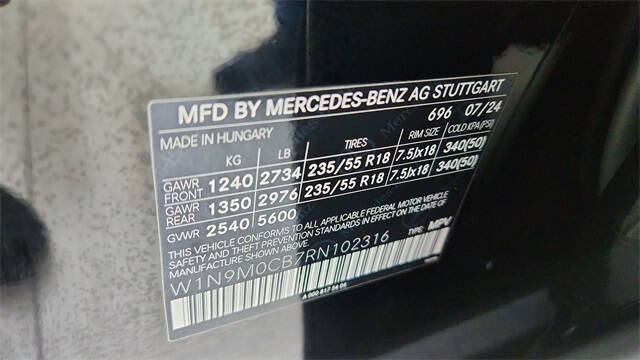 MFD BY MERCEDES-BENZ AG STUTTGART
696 07/24
MADE IN HUNGARY
KG LB TIRES RIM SIZE COLD KPA(PSI)
GAWR FRONT 1240 2734 235/55 R18 7.5Jx18 340(50)
GAWR REAR 1350 2976 235/55 R18 7.5Jx18 340(50)
GVWR 2540 5600
THIS VEHICLE CONFORMS TO ALL APPLICABLE FEDERAL MOTOR VEHICLE
SAFETY AND THEFT PREVENTION STANDARDS IN EFFECT ON THE DATE OF
MANUFACTURE SHOWN ABOVE.
TYPE: MPV
W1N9M0CB7RN102316